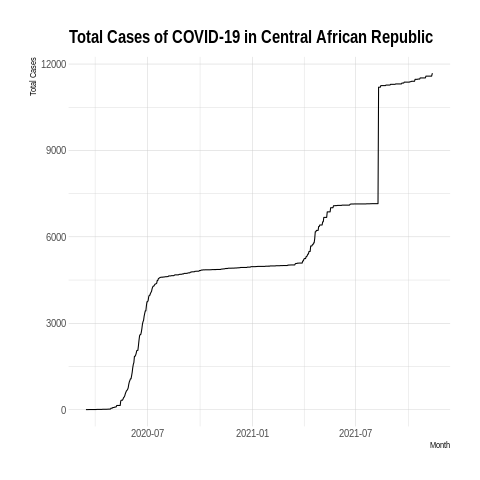 Total Cases of COVID-19 in Central African Republic
Total Cases
12000
9000
6000
3000
0
2020-07
2021-01
2021-07
Month